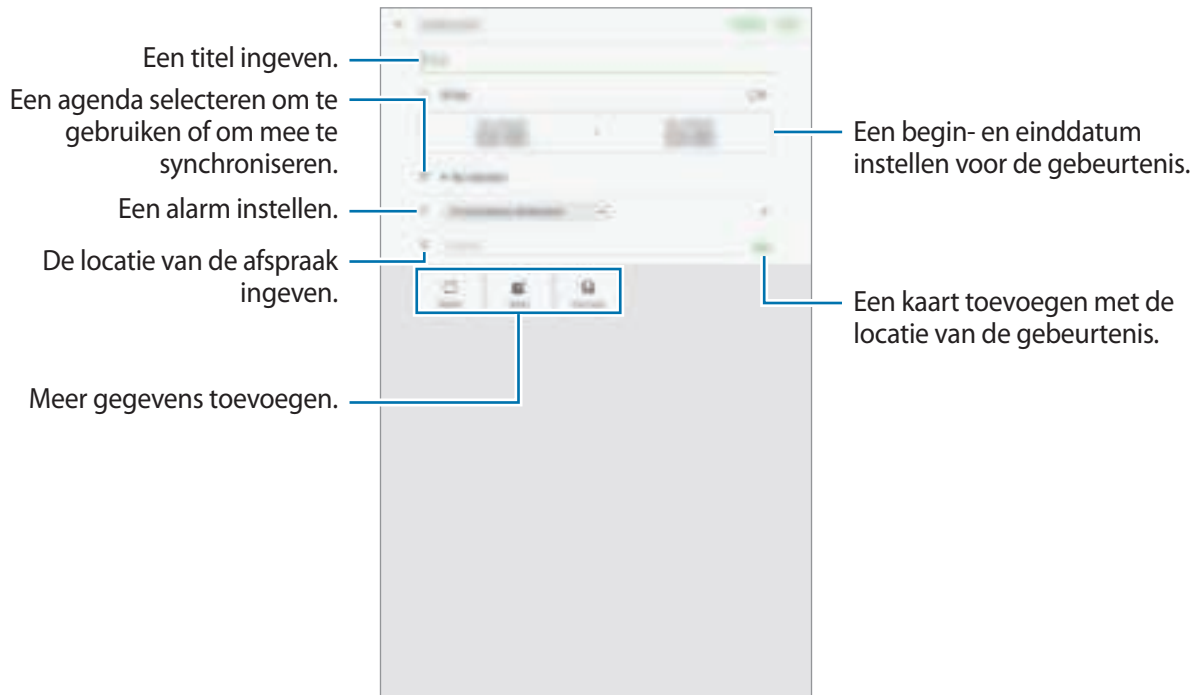 Een titel ingeven.
Een agenda selecteren om te
gebruiken of om mee te
synchroniseren.
Een alarm instellen.
De locatie van de afspraak
ingeven.
Meer gegevens toevoegen.
Een begin- en einddatum
instellen voor de gebeurtenis.
Een kaart toevoegen met de
locatie van de gebeurtenis.